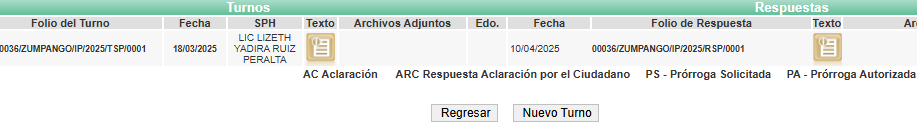 Turnos Respuestas
Folio del Turno Fecha SPH Texto Archivos Adjuntos Edo. Fecha Folio de Respuesta Texto
00036/ZUMPANGO/IP/2025/TSP/0001 18/03/2025 LIC LIZETH YADIRA RUIZ PERALTA 10/04/2025 00036/ZUMPANGO/IP/2025/RSP/0001
AC Aclaración ARC Respuesta Aclaración por el Ciudadano PS - Prórroga Solicitada PA - Prórroga Autorizada
Regresar Nuevo Turno